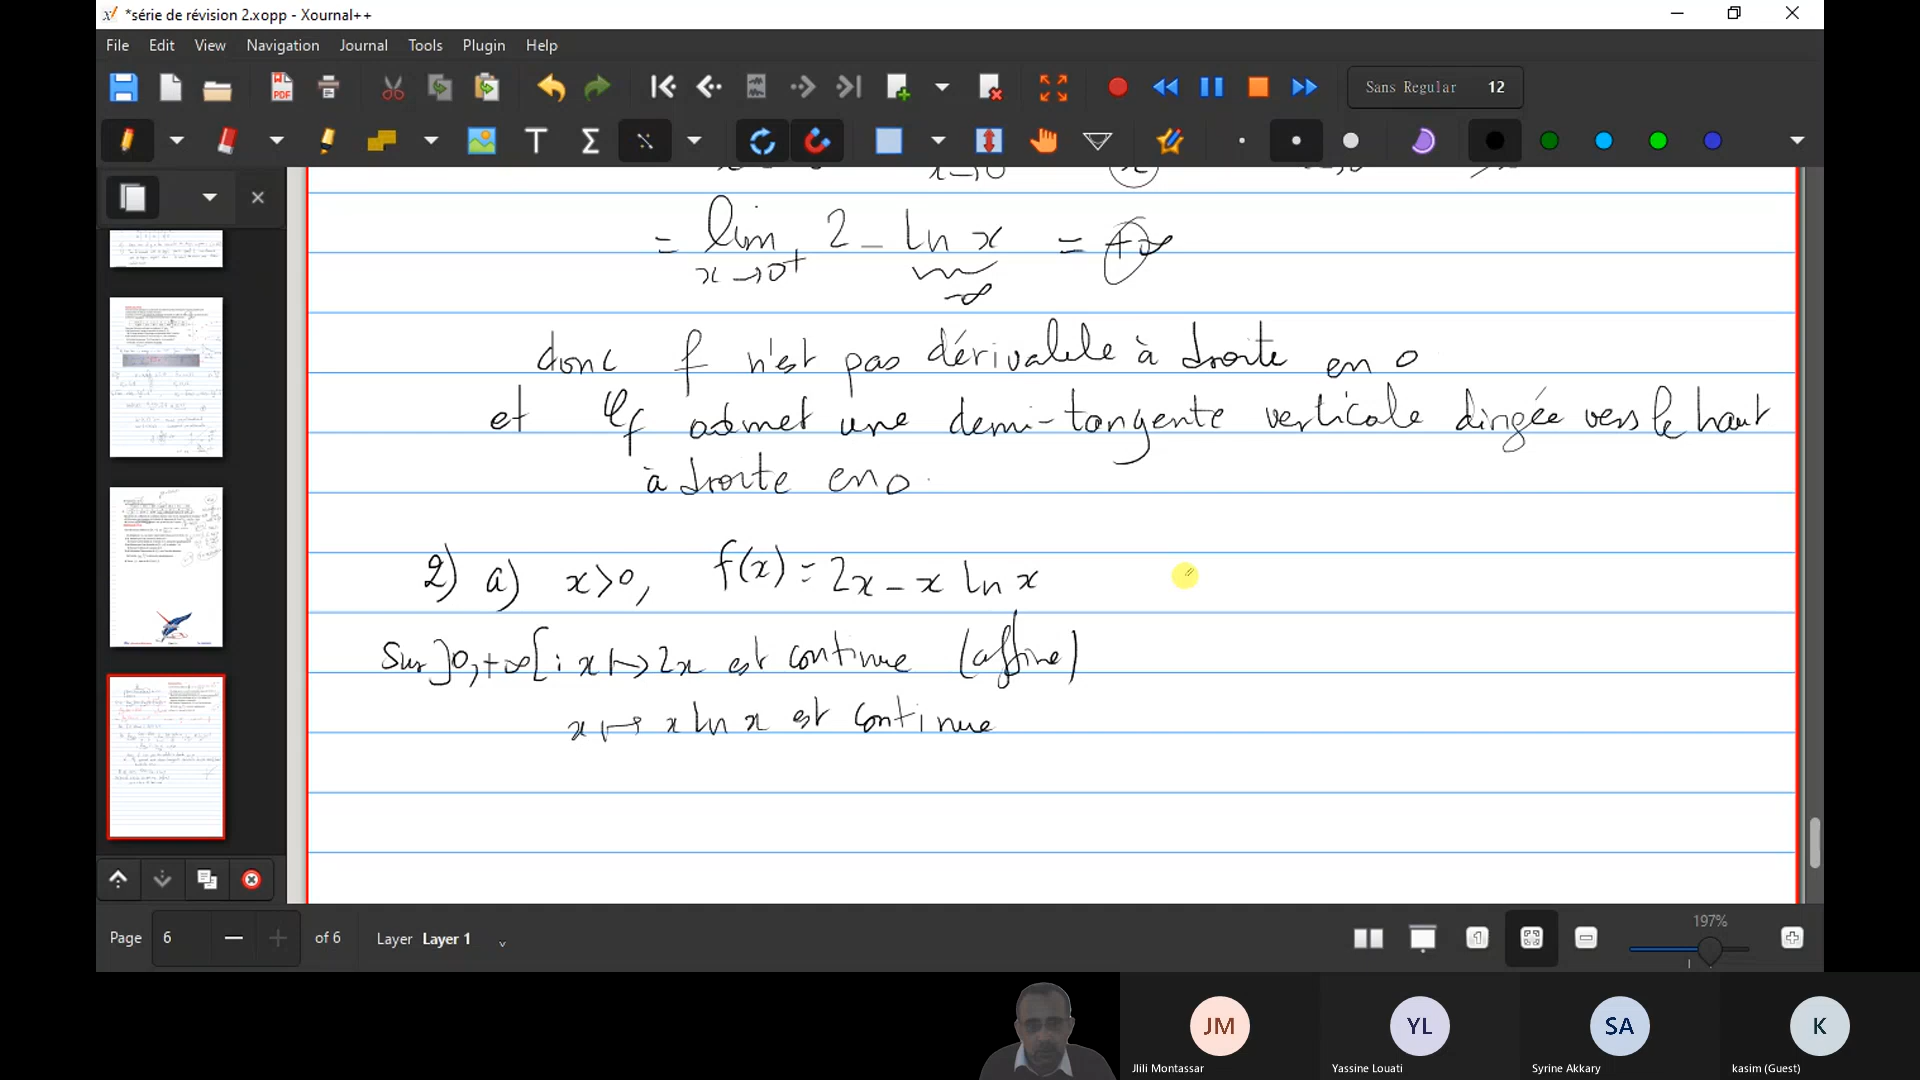 *série de révision 2.xopp - Xournal++
File Edit View Navigation Journal Tools Plugin Help
Sans Regular 12
= lim 2 - ln x = +∞
x→0+
-∞
donc f n'est pas dérivable à droite en 0
et φf admet une demi-tangente verticale dirigée vers le haut
à droite en 0.
2) a) x>0, f(x) = 2x - x ln x
Sur ]0,+∞[ : x ↦ 2x est continue (affine)
x ↦ x ln x est continue
Page 6 of 6 Layer Layer 1
197%
JM YL SA K
Jlili Montassar Yassine Louati Syrine Akkary kasim (Guest)